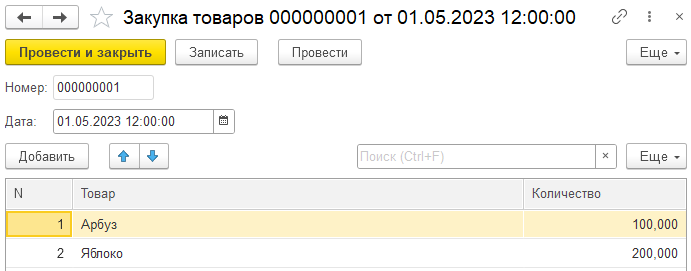 Закупка товаров 000000001 от 01.05.2023 12:00:00
Провести и закрыть Записать Провести Еще
Номер: 000000001
Дата: 01.05.2023 12:00:00
Добавить Поиск (Ctrl+F) × Еще
N Товар Количество
1 Арбуз 100,000
2 Яблоко 200,000